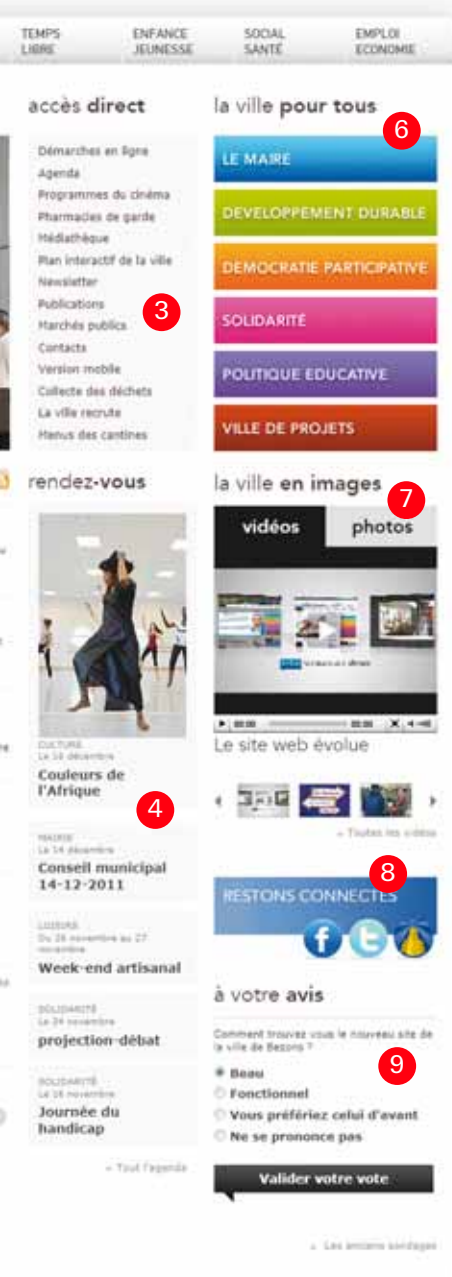 TEMPS LIBRE
ENFANCE JEUNESSE
SOCIAL SANTÉ
EMPLOI ECONOMIE
accès direct
Démarches en ligne
Agenda
Programmes du cinéma
Pharmacies de garde
Médiathèque
Plan interactif de la ville
Newsletter
Publications
3
Marchés publics
Contacts
Version mobile
Collecte des déchets
La ville recrute
Menus des cantines
rendez-vous
CULTURE
Le 16 décembre
Couleurs de
l'Afrique
4
MAIRIE
Le 14 décembre
Conseil municipal
14-12-2011
LOISIRS
Du 26 novembre au 27
novembre
Week-end artisanal
SOLIDARITÉ
Le 24 novembre
projection-débat
SOLIDARITÉ
Journée du
handicap
» Tout l'agenda
la ville pour tous
6
LE MAIRE
DEVELOPPEMENT DURABLE
DEMOCRATIE PARTICIPATIVE
SOLIDARITÉ
POLITIQUE EDUCATIVE
VILLE DE PROJETS
la ville en images
7
vidéos
photos
00:00
00:00
Le site web évolue
» Toutes les vidéos
8
RESTONS CONNECTÉS
à votre avis
Comment trouvez vous le nouveau site de
la ville de Bezons ?
9
Beau
Fonctionnel
Vous préfériez celui d'avant
Ne se prononce pas
Valider votre vote
» Les anciens sondages